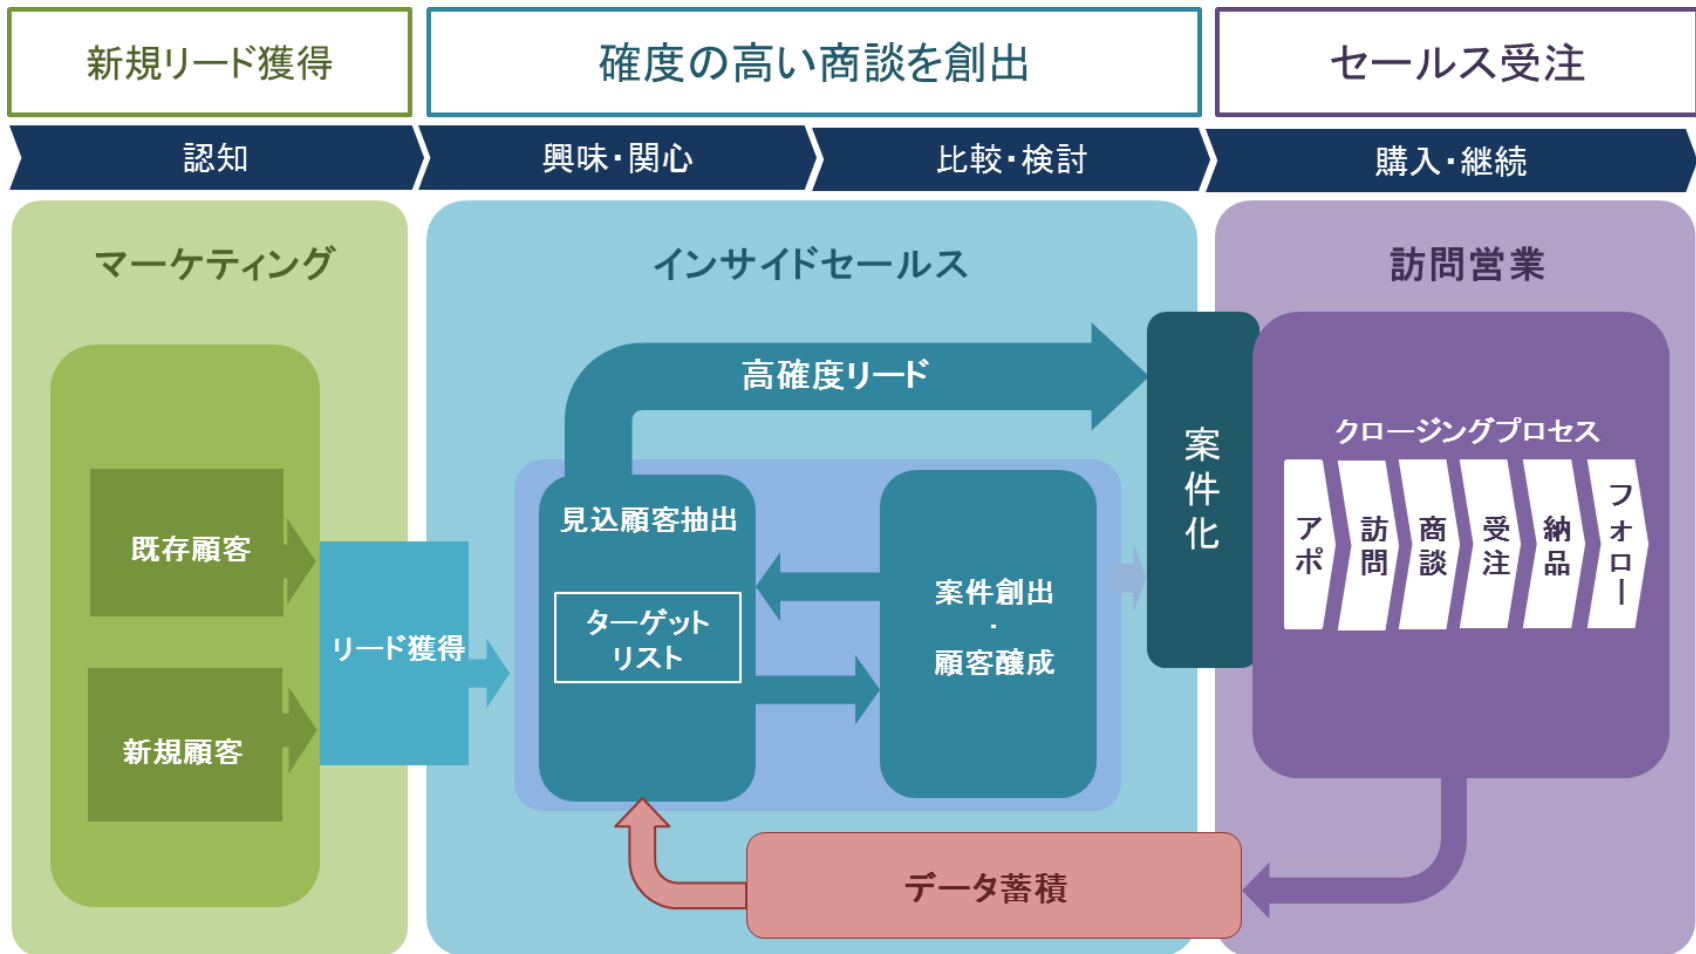 新規リード獲得
確度の高い商談を創出
セールス受注
認知
興味・関心
比較・検討
購入・継続
マーケティング
インサイドセールス
訪問営業
既存顧客
新規顧客
リード獲得
高確度リード
見込顧客抽出
ターゲット
リスト
案件創出
・
顧客醸成
案件化
クロージングプロセス
アポ
訪問
商談
受注
納品
フォロー
データ蓄積